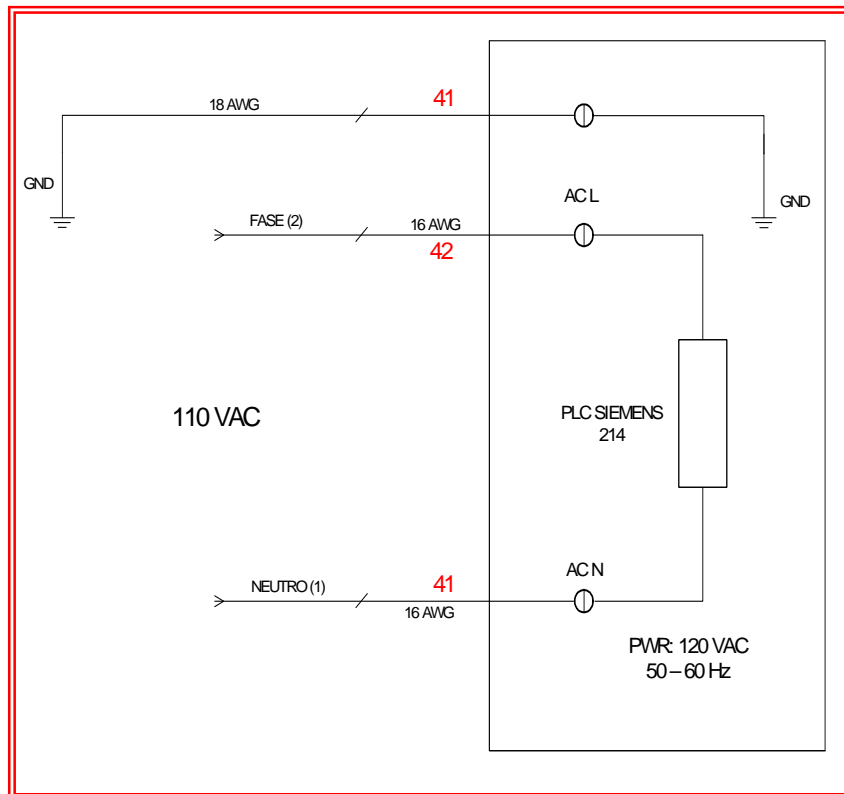 18 AWG
41
GND
GND
AC L
FASE (2)
16 AWG
42
110 VAC
PLC SIEMENS
214
NEUTRO (1)
41
16 AWG
AC N
PWR: 120 VAC
50 – 60 Hz